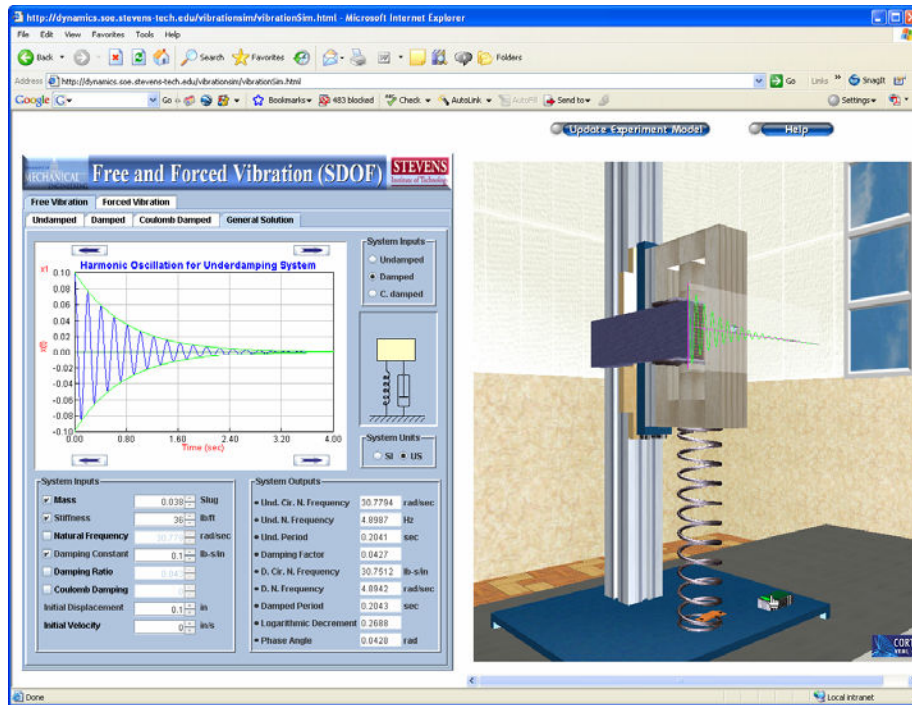 http://dynamics.soe.stevens-tech.edu/vibrationsim/vibrationSim.html - Microsoft Internet Explorer
File Edit View Favorites Tools Help
Back Search Favorites Folders
Address http://dynamics.soe.stevens-tech.edu/vibrationsim/vibrationSim.html Go Links SnagIt
Google G Go Bookmarks 483 blocked Check AutoLink AutoFill Send to Settings
Update Experiment Model Help
MECHANICAL Free and Forced Vibration (SDOF) STEVENS
Institute of Technology
Free Vibration Forced Vibration
Undamped Damped Coulomb Damped General Solution
Harmonic Oscillation for Underdamping System
x1
0.10
0.08
0.06
0.04
0.02
0.00
-0.02
-0.04
-0.06
-0.08
-0.10
0.00 0.80 1.60 2.40 3.20 4.00
Time (sec)
System Inputs
Undamped
Damped
C. damped
System Units
SI US
System Inputs
Mass 0.038 Slug
Stiffness 36 lb/ft
Natural Frequency 30.779 rad/sec
Damping Constant 0.1 lb-s/in
Damping Ratio 0.043
Coulomb Damping
Initial Displacement 0.1 in
Initial Velocity 0 in/s
System Outputs
Und. Cir. N. Frequency 30.7794 rad/sec
Und. N. Frequency 4.8987 Hz
Und. Period 0.2041 sec
Damping Factor 0.0427
D. Cir. N. Frequency 30.7512 lb-s/in
D. N. Frequency 4.8942 rad/sec
Damped Period 0.2043 sec
Logarithmic Decrement 0.2688
Phase Angle 0.0428 rad
CORT
Done Local intranet